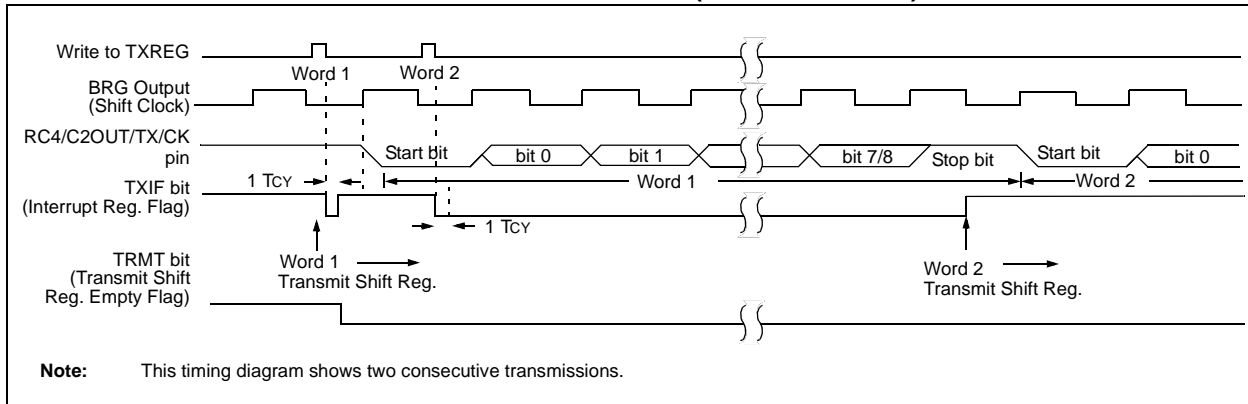 Write to TXREG
Word 1
Word 2
BRG Output
(Shift Clock)
RC4/C2OUT/TX/CK
pin
Start bit
bit 0
bit 1
bit 7/8
Stop bit
Start bit
bit 0
1 TCY
Word 1
Word 2
TXIF bit
(Interrupt Reg. Flag)
1 TCY
TRMT bit
(Transmit Shift
Reg. Empty Flag)
Word 1
Transmit Shift Reg.
Word 2
Transmit Shift Reg.
Note: This timing diagram shows two consecutive transmissions.